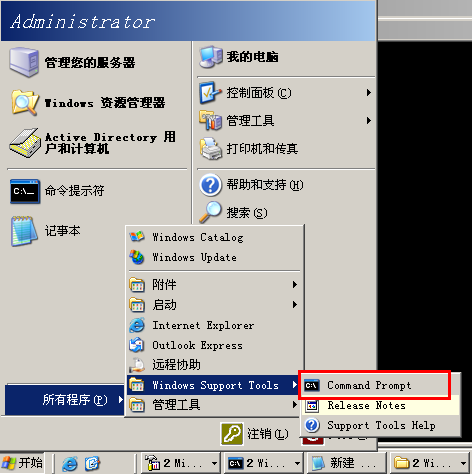 Administrator
管理您的服务器
Windows 资源管理器
Active Directory 用
户和计算机
命令提示符
记事本
我的电脑
控制面板(C)
管理工具
打印机和传真
帮助和支持(H)
搜索(S)
Windows Catalog
Windows Update
附件
启动
Internet Explorer
Outlook Express
远程协助
Windows Support Tools
管理工具
Command Prompt
Release Notes
Support Tools Help
所有程序(P)
注销(L)
开始
2 Mi...
2 Wi...
新建 ...
2 Wi...